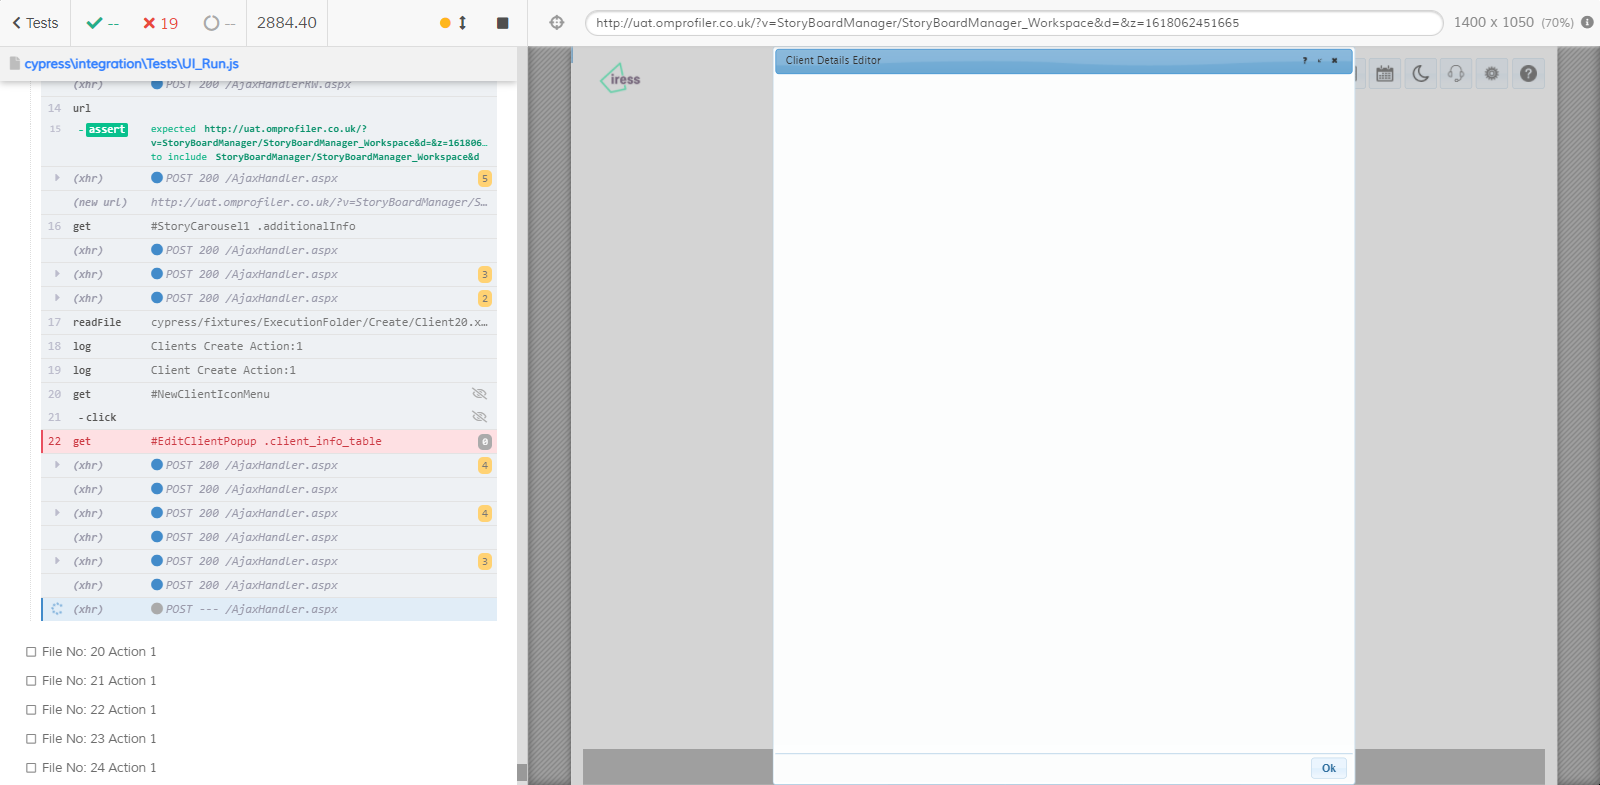 Tests -- 19 -- 2884.40
http://uat.omprofiler.co.uk/?v=StoryBoardManager/StoryBoardManager_Workspace&d=&z=1618062451665 1400 x 1050 (70%)
cypress\integration\Tests\UI_Run.js
(xhr) POST 200 /AjaxHandlerRW.aspx
14 url
15 -assert expected http://uat.omprofiler.co.uk/?
v=StoryBoardManager/StoryBoardManager_Workspace&d=&z=161806…
to include StoryBoardManager/StoryBoardManager_Workspace&d
(xhr) POST 200 /AjaxHandler.aspx 5
(new url) http://uat.omprofiler.co.uk/?v=StoryBoardManager/S…
16 get #StoryCarousel1 .additionalInfo
(xhr) POST 200 /AjaxHandler.aspx
(xhr) POST 200 /AjaxHandler.aspx 3
(xhr) POST 200 /AjaxHandler.aspx 2
17 readFile cypress/fixtures/ExecutionFolder/Create/Client20.x…
18 log Clients Create Action:1
19 log Client Create Action:1
20 get #NewClientIconMenu
21 -click
22 get #EditClientPopup .client_info_table 0
(xhr) POST 200 /AjaxHandler.aspx 4
(xhr) POST 200 /AjaxHandler.aspx
(xhr) POST 200 /AjaxHandler.aspx 4
(xhr) POST 200 /AjaxHandler.aspx
(xhr) POST 200 /AjaxHandler.aspx 3
(xhr) POST 200 /AjaxHandler.aspx
(xhr) POST --- /AjaxHandler.aspx
File No: 20 Action 1
File No: 21 Action 1
File No: 22 Action 1
File No: 23 Action 1
File No: 24 Action 1
iress
Client Details Editor
Ok